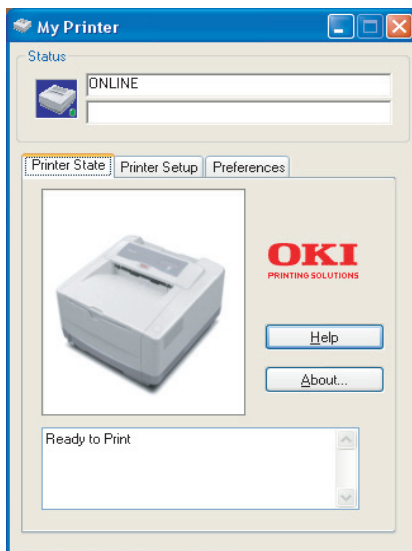 My Printer
Status
ONLINE
Printer State Printer Setup Preferences
OKI
PRINTING SOLUTIONS
Help
About...
Ready to Print